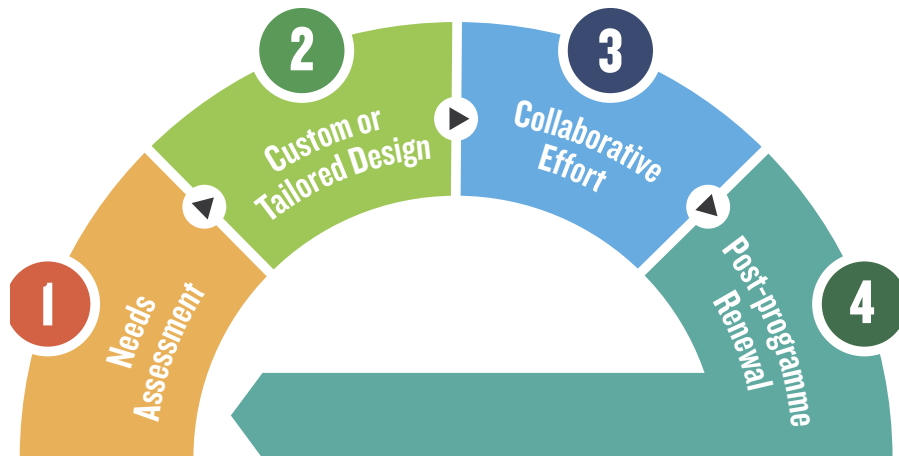 1
Needs
Assessment
2
Custom or
Tailored Design
3
Collaborative
Effort
4
Post-programme
Renewal